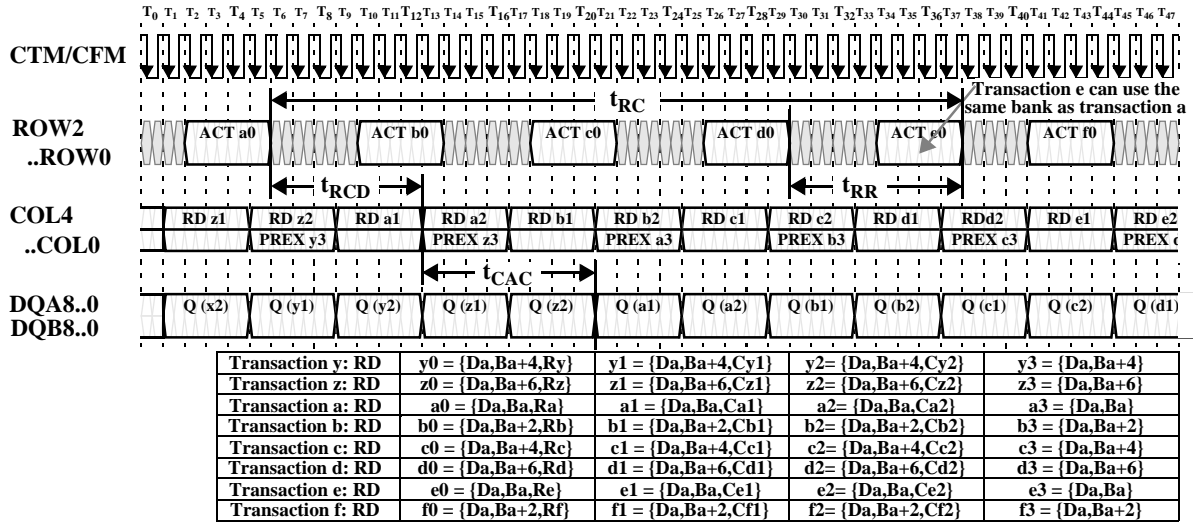 T0 T1 T2 T3 T4 T5 T6 T7 T8 T9 T10 T11 T12 T13 T14 T15 T16 T17 T18 T19 T20 T21 T22 T23 T24 T25 T26 T27 T28 T29 T30 T31 T32 T33 T34 T35 T36 T37 T38 T39 T40 T41 T42 T43 T44 T45 T46 T47
CTM/CFM
Transaction e can use the
same bank as transaction a
tRC
ROW2
..ROW0
ACT a0 ACT b0 ACT c0 ACT d0 ACT e0 ACT f0
tRCD tRR
COL4
..COL0
RD z1 RD z2 RD a1 RD a2 RD b1 RD b2 RD c1 RD c2 RD d1 RDd2 RD e1 RD e2
PREX y3 PREX z3 PREX a3 PREX b3 PREX c3 PREX
tCAC
DQA8..0
DQB8..0
Q (x2) Q (y1) Q (y2) Q (z1) Q (z2) Q (a1) Q (a2) Q (b1) Q (b2) Q (c1) Q (c2) Q (d1)
Transaction y: RD y0 = {Da,Ba+4,Ry} y1 = {Da,Ba+4,Cy1} y2= {Da,Ba+4,Cy2} y3 = {Da,Ba+4}
Transaction z: RD z0 = {Da,Ba+6,Rz} z1 = {Da,Ba+6,Cz1} z2= {Da,Ba+6,Cz2} z3 = {Da,Ba+6}
Transaction a: RD a0 = {Da,Ba,Ra} a1 = {Da,Ba,Ca1} a2= {Da,Ba,Ca2} a3 = {Da,Ba}
Transaction b: RD b0 = {Da,Ba+2,Rb} b1 = {Da,Ba+2,Cb1} b2= {Da,Ba+2,Cb2} b3 = {Da,Ba+2}
Transaction c: RD c0 = {Da,Ba+4,Rc} c1 = {Da,Ba+4,Cc1} c2= {Da,Ba+4,Cc2} c3 = {Da,Ba+4}
Transaction d: RD d0 = {Da,Ba+6,Rd} d1 = {Da,Ba+6,Cd1} d2= {Da,Ba+6,Cd2} d3 = {Da,Ba+6}
Transaction e: RD e0 = {Da,Ba,Re} e1 = {Da,Ba,Ce1} e2= {Da,Ba,Ce2} e3 = {Da,Ba}
Transaction f: RD f0 = {Da,Ba+2,Rf} f1 = {Da,Ba+2,Cf1} f2= {Da,Ba+2,Cf2} f3 = {Da,Ba+2}